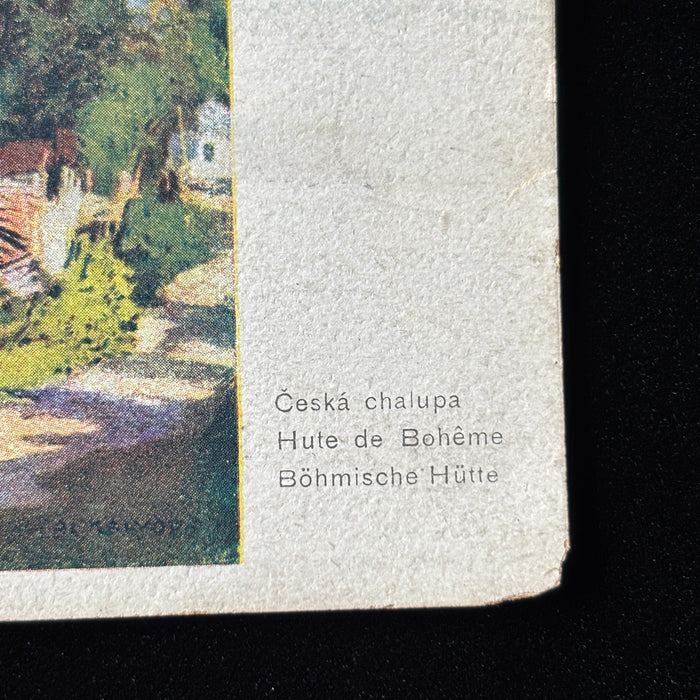 Česká chalupa
Hute de Bohême
Böhmische Hütte